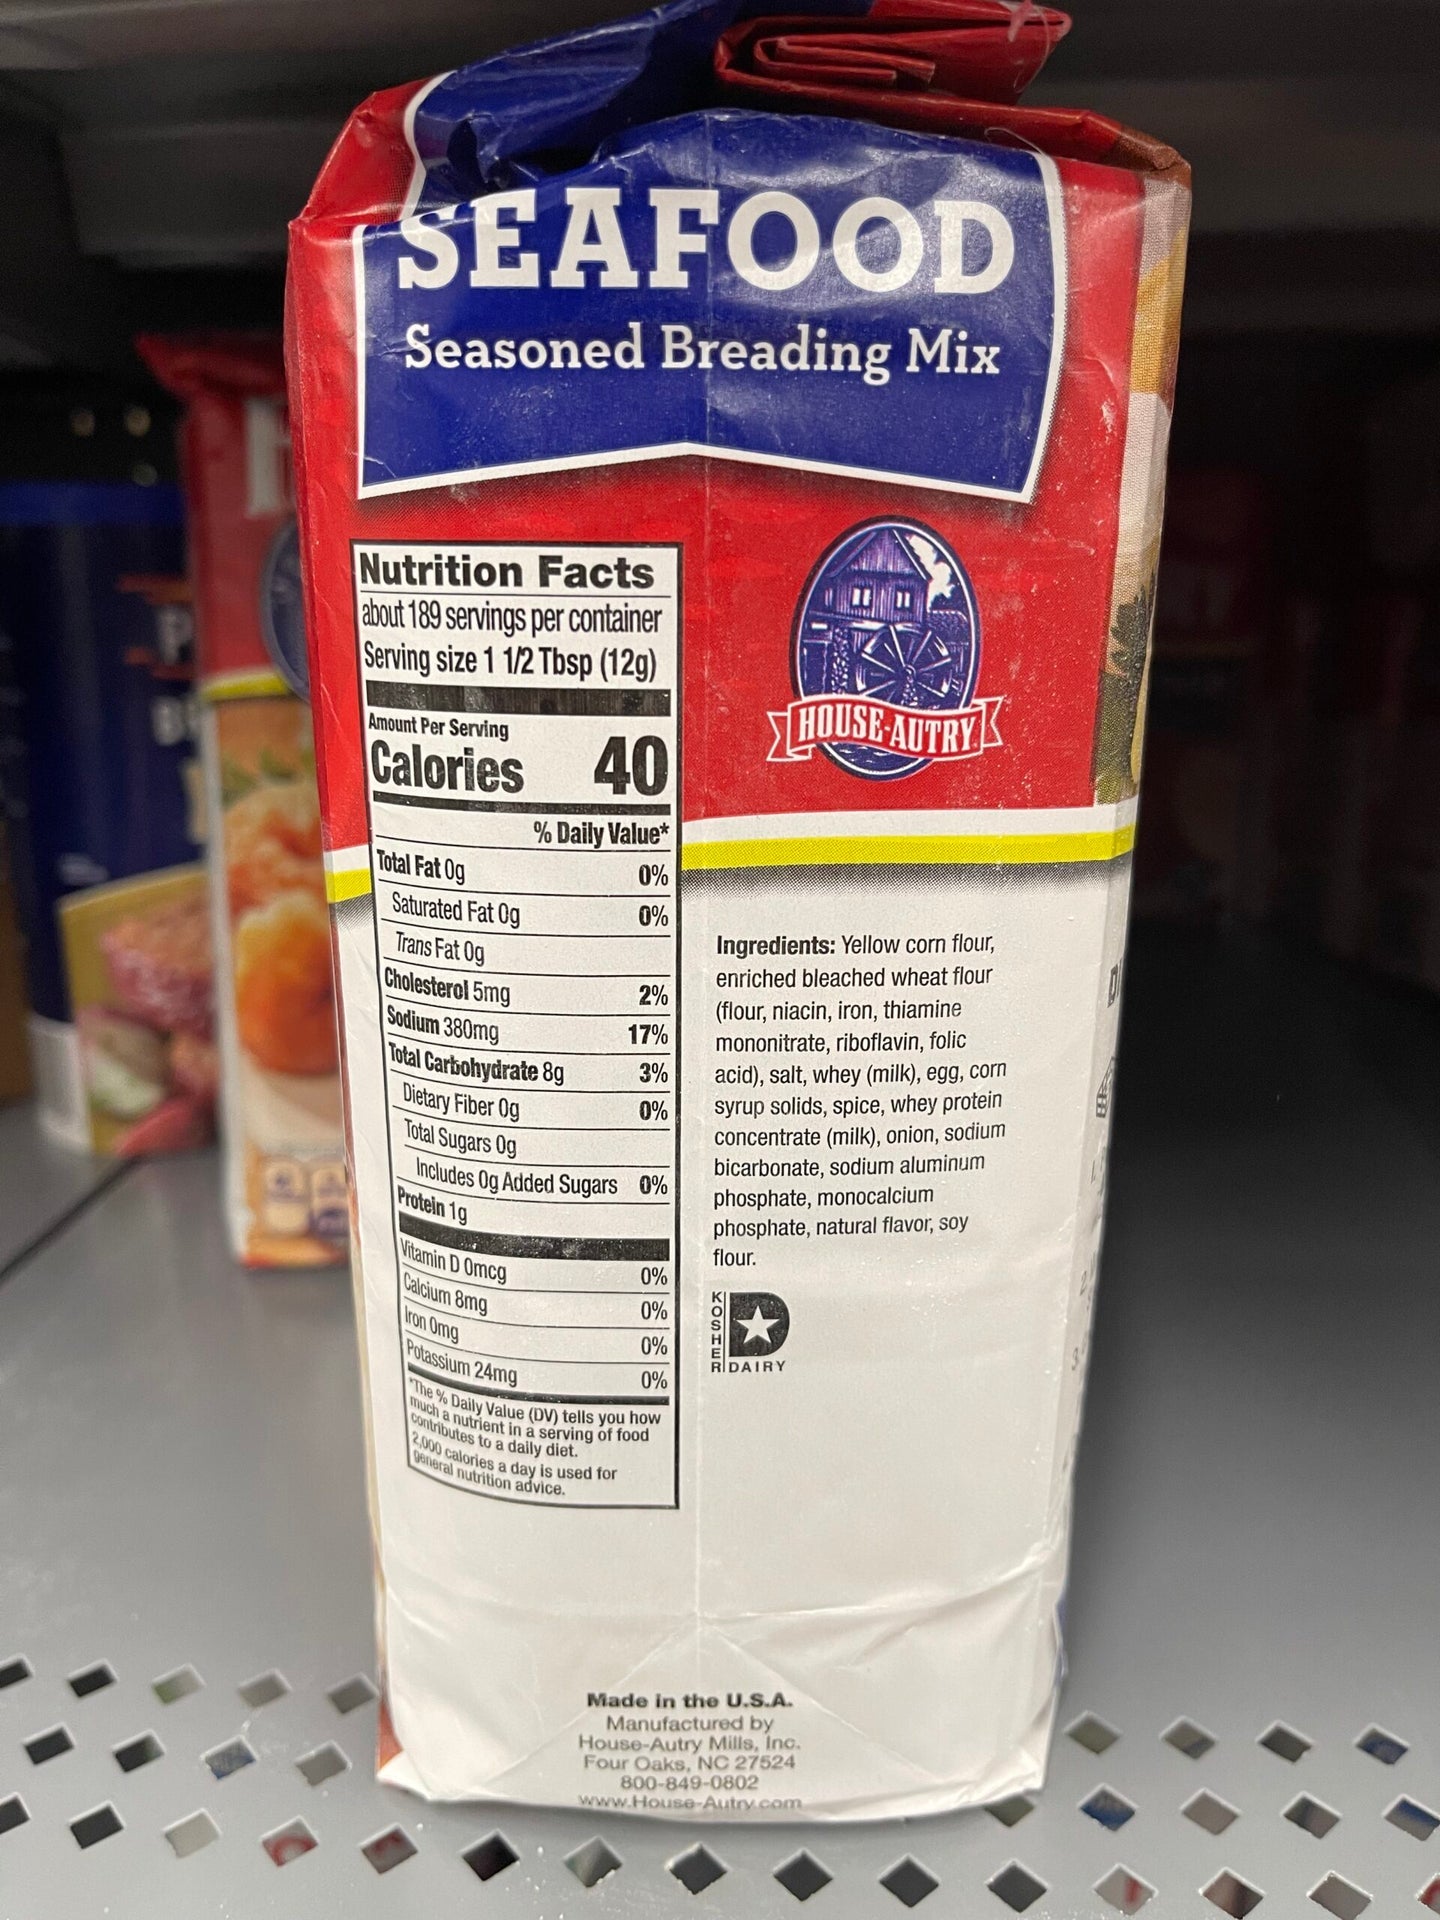 SEAFOOD
Seasoned Breading Mix
Nutrition Facts
about 189 servings per container
Serving size 1 1/2 Tbsp (12g)
Amount Per Serving
Calories 40
% Daily Value*
Total Fat 0g 0%
Saturated Fat 0g 0%
Trans Fat 0g
Cholesterol 5mg 2%
Sodium 380mg 17%
Total Carbohydrate 8g 3%
Dietary Fiber 0g 0%
Total Sugars 0g
Includes 0g Added Sugars 0%
Protein 1g
Vitamin D 0mcg 0%
Calcium 8mg 0%
Iron 0mg 0%
Potassium 24mg 0%
*The % Daily Value (DV) tells you how
much a nutrient in a serving of food
contributes to a daily diet.
2,000 calories a day is used for
general nutrition advice.
HOUSE-AUTRY
Ingredients: Yellow corn flour,
enriched bleached wheat flour
(flour, niacin, iron, thiamine
mononitrate, riboflavin, folic
acid), salt, whey (milk), egg, corn
syrup solids, spice, whey protein
concentrate (milk), onion, sodium
bicarbonate, sodium aluminum
phosphate, monocalcium
phosphate, natural flavor, soy
flour.
KOSHER
D
DAIRY
Made in the U.S.A.
Manufactured by
House-Autry Mills, Inc.
Four Oaks, NC 27524
800-849-0802
www.House-Autry.com